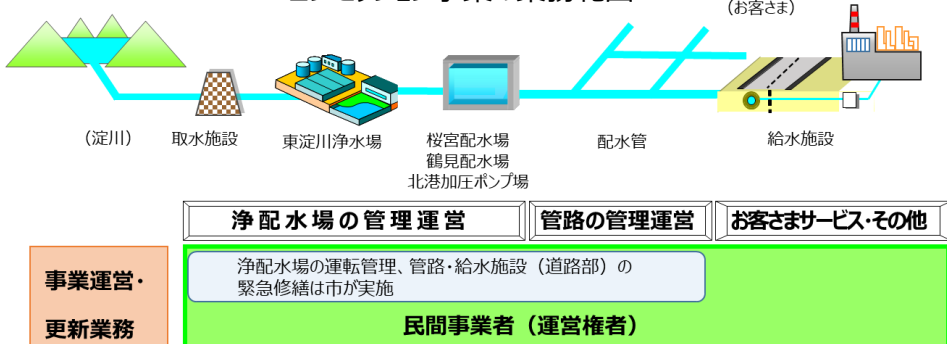 (お客さま)
(淀川)
取水施設
東淀川浄水場
桜宮配水場
鶴見配水場
北港加圧ポンプ場
配水管
給水施設
浄配水場の管理運営
管路の管理運営
お客さまサービス・その他
事業運営・
更新業務
浄配水場の運転管理、管路・給水施設（道路部）の
緊急修繕は市が実施
民間事業者（運営権者）